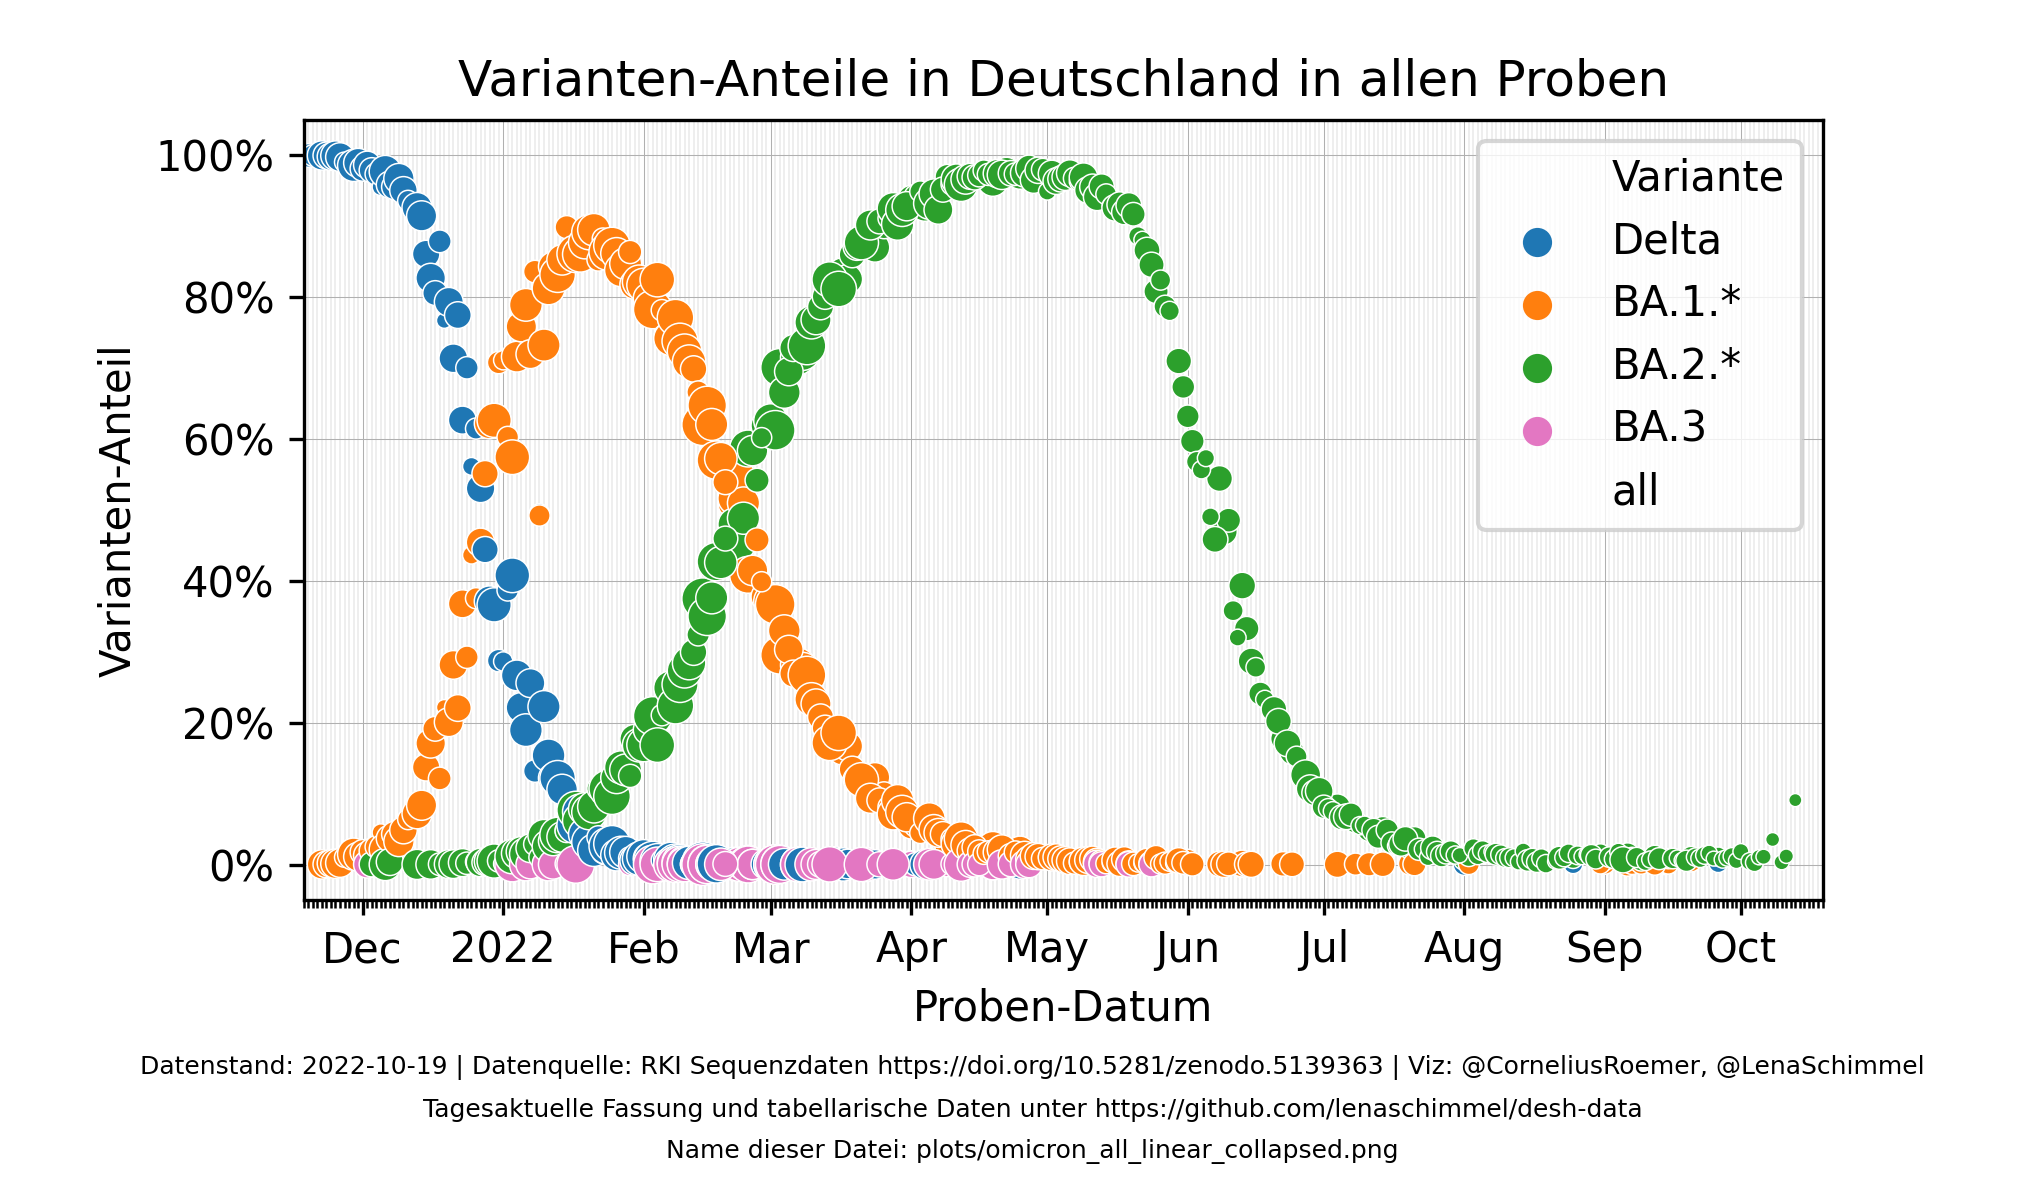 Varianten-Anteile in Deutschland in allen Proben
Varianten-Anteil
100%
80%
60%
40%
20%
0%
Variante
Delta
BA.1.*
BA.2.*
BA.3
all
Dec 2022 Feb Mar Apr May Jun Jul Aug Sep Oct
Proben-Datum
Datenstand: 2022-10-19 | Datenquelle: RKI Sequenzdaten https://doi.org/10.5281/zenodo.5139363 | Viz: @CorneliusRoemer, @LenaSchimmel
Tagesaktuelle Fassung und tabellarische Daten unter https://github.com/lenaschimmel/desh-data
Name dieser Datei: plots/omicron_all_linear_collapsed.png